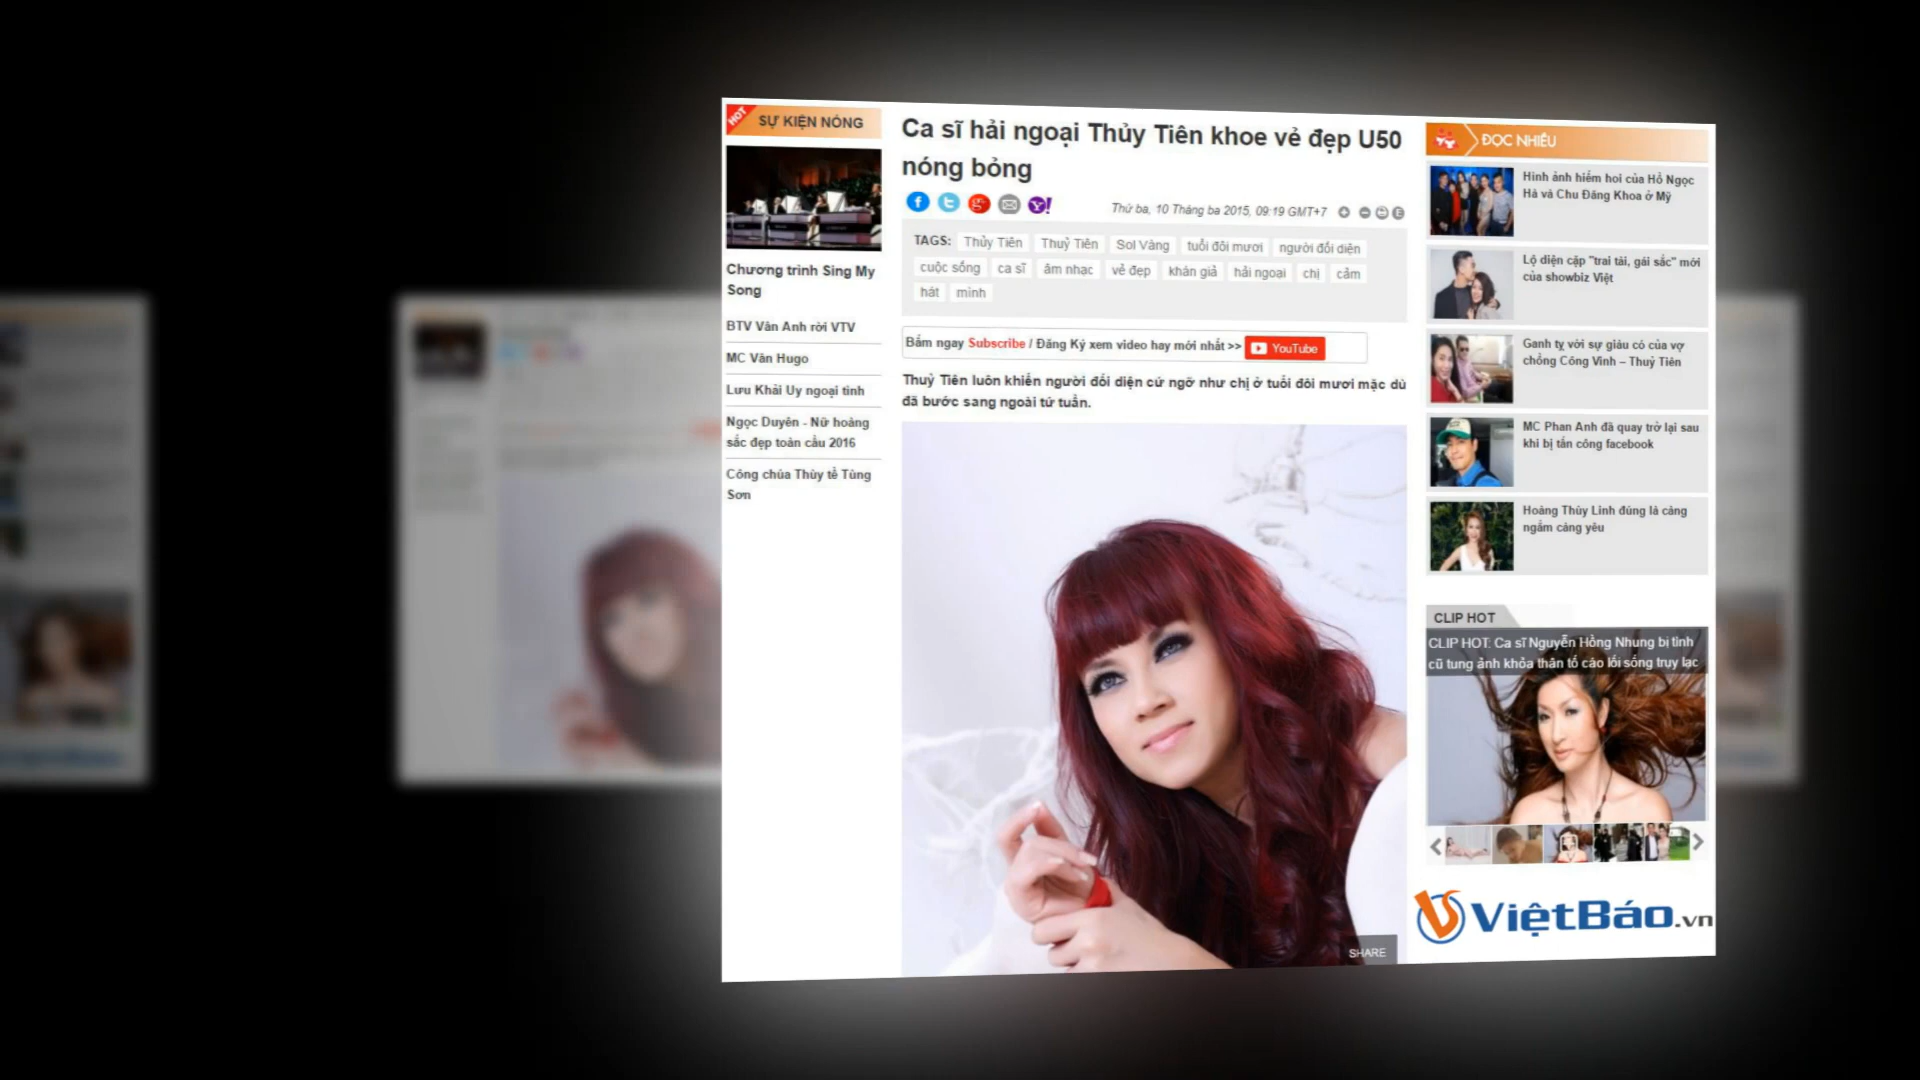 HOT
SỰ KIỆN NÓNG
Chương trình Sing My
Song
BTV Vân Anh rời VTV
MC Vân Hugo
Lưu Khải Uy ngoại tình
Ngọc Duyên - Nữ hoàng
sắc đẹp toàn cầu 2016
Công chúa Thủy tề Tùng
Sơn
Ca sĩ hải ngoại Thủy Tiên khoe vẻ đẹp U50
nóng bỏng
Thứ ba, 10 Tháng ba 2015, 09:19 GMT+7
TAGS: Thủy Tiên Thuỷ Tiên Sol Vàng tuổi đôi mươi người đối diện
cuộc sống ca sĩ âm nhạc vẻ đẹp khán giả hải ngoại chị cảm
hát mình
Bấm ngay Subscribe / Đăng Ký xem video hay mới nhất >> YouTube
Thuỷ Tiên luôn khiến người đối diện cứ ngỡ như chị ở tuổi đôi mươi mặc dù
đã bước sang ngoài tứ tuần.
SHARE
ĐỌC NHIỀU
Hình ảnh hiếm hoi của Hồ Ngọc
Hà và Chu Đăng Khoa ở Mỹ
Lộ diện cặp "trai tài, gái sắc" mới
của showbiz Việt
Ganh tỵ với sự giàu có của vợ
chồng Công Vinh – Thuỷ Tiên
MC Phan Anh đã quay trở lại sau
khi bị tấn công facebook
Hoàng Thùy Linh đúng là càng
ngắm càng yêu
CLIP HOT
CLIP HOT: Ca sĩ Nguyễn Hồng Nhung bị tình
cũ tung ảnh khỏa thân tố cáo lối sống trụy lạc
ViệtBáo.vn